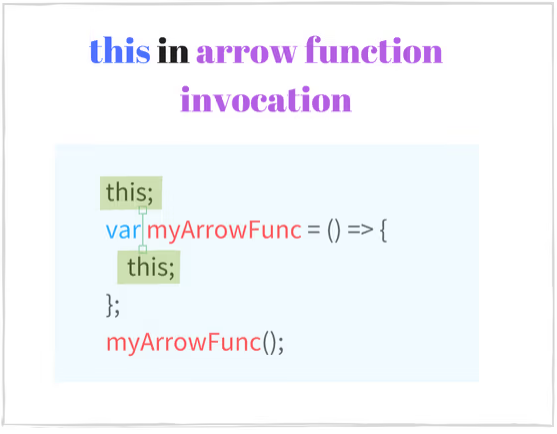 this in arrow function
invocation
this;
var myArrowFunc = () => {
this;
};
myArrowFunc();